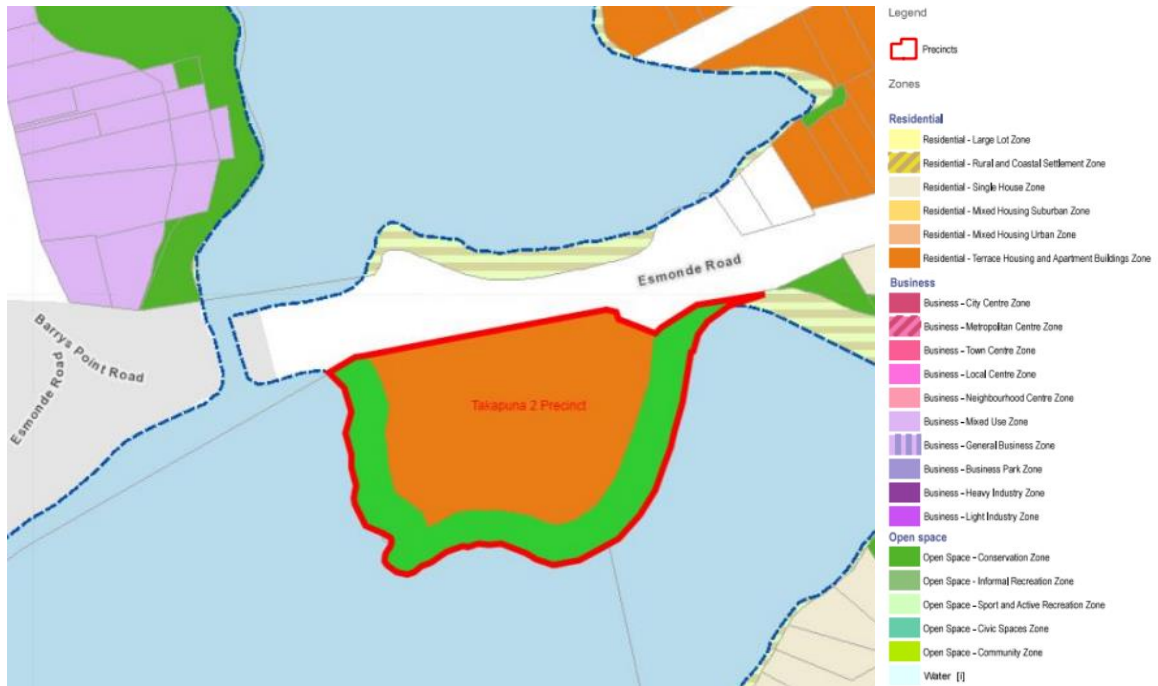 Esmonde Road
Barrys Point Road
Esmonde Road
Takapuna 2 Precinct
Legend
Precincts
Zones
Residential
Residential - Large Lot Zone
Residential - Rural and Coastal Settlement Zone
Residential - Single House Zone
Residential - Mixed Housing Suburban Zone
Residential - Mixed Housing Urban Zone
Residential - Terrace Housing and Apartment Buildings Zone
Business
Business - City Centre Zone
Business - Metropolitan Centre Zone
Business - Town Centre Zone
Business - Local Centre Zone
Business - Neighbourhood Centre Zone
Business - Mixed Use Zone
Business - General Business Zone
Business - Business Park Zone
Business - Heavy Industry Zone
Business - Light Industry Zone
Open space
Open Space - Conservation Zone
Open Space - Informal Recreation Zone
Open Space - Sport and Active Recreation Zone
Open Space - Civic Spaces Zone
Open Space - Community Zone
Water [i]